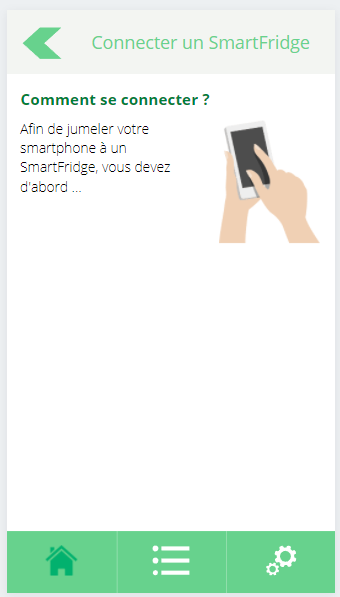 Connecter un SmartFridge
Comment se connecter ?
Afin de jumeler votre
smartphone à un
SmartFridge, vous devez
d'abord ...